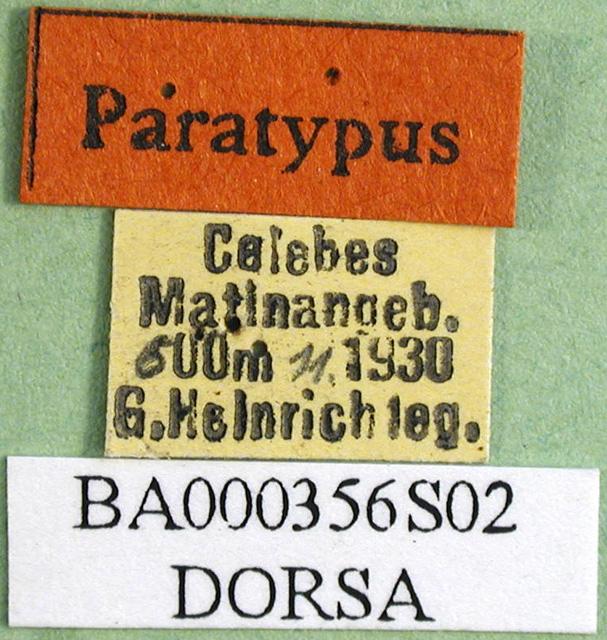 Paratypus
Celebes
Matinangeb.
600m 11.1930
G.Heinrich leg.
BA000356S02
DORSA